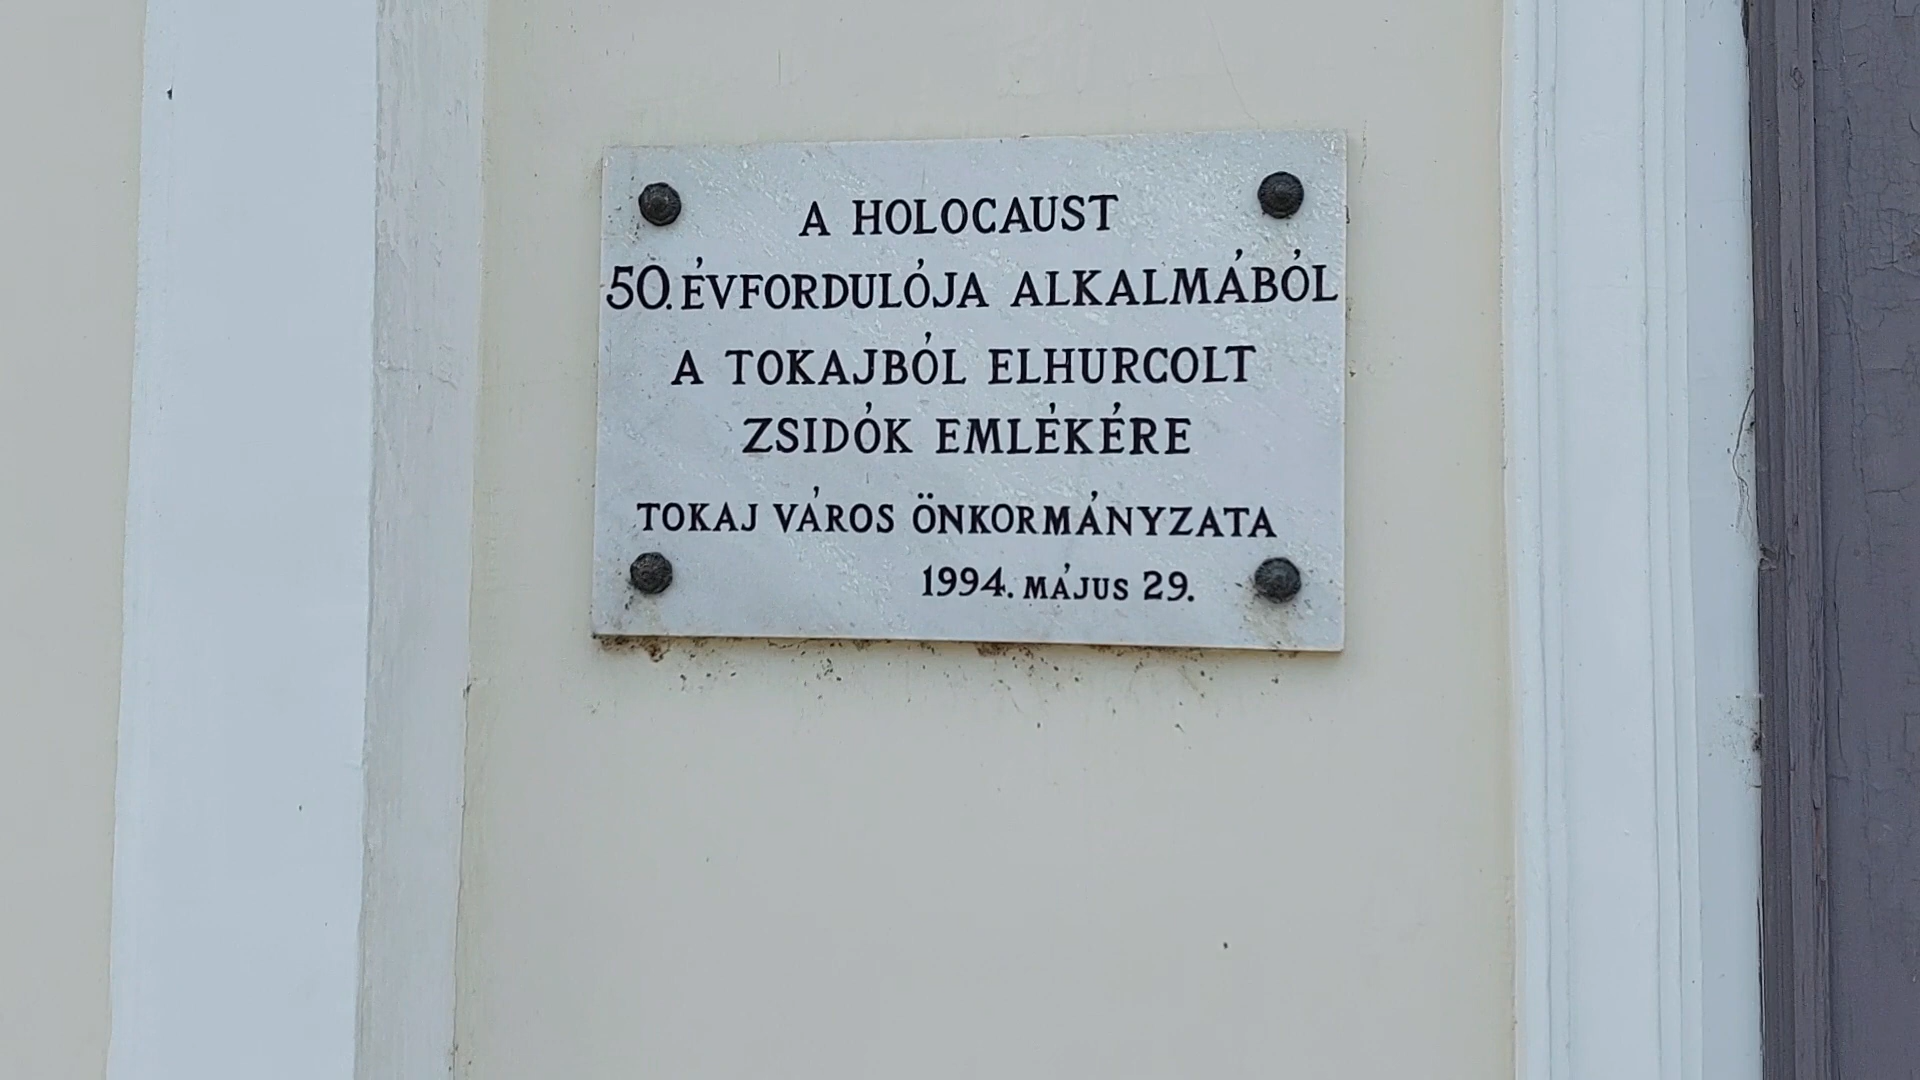 A HOLOCAUST
50. ÉVFORDULÓJA ALKALMÁBÓL
A TOKAJBÓL ELHURCOLT
ZSIDÓK EMLÉKÉRE
TOKAJ VÁROS ÖNKORMÁNYZATA
1994. MÁJUS 29.